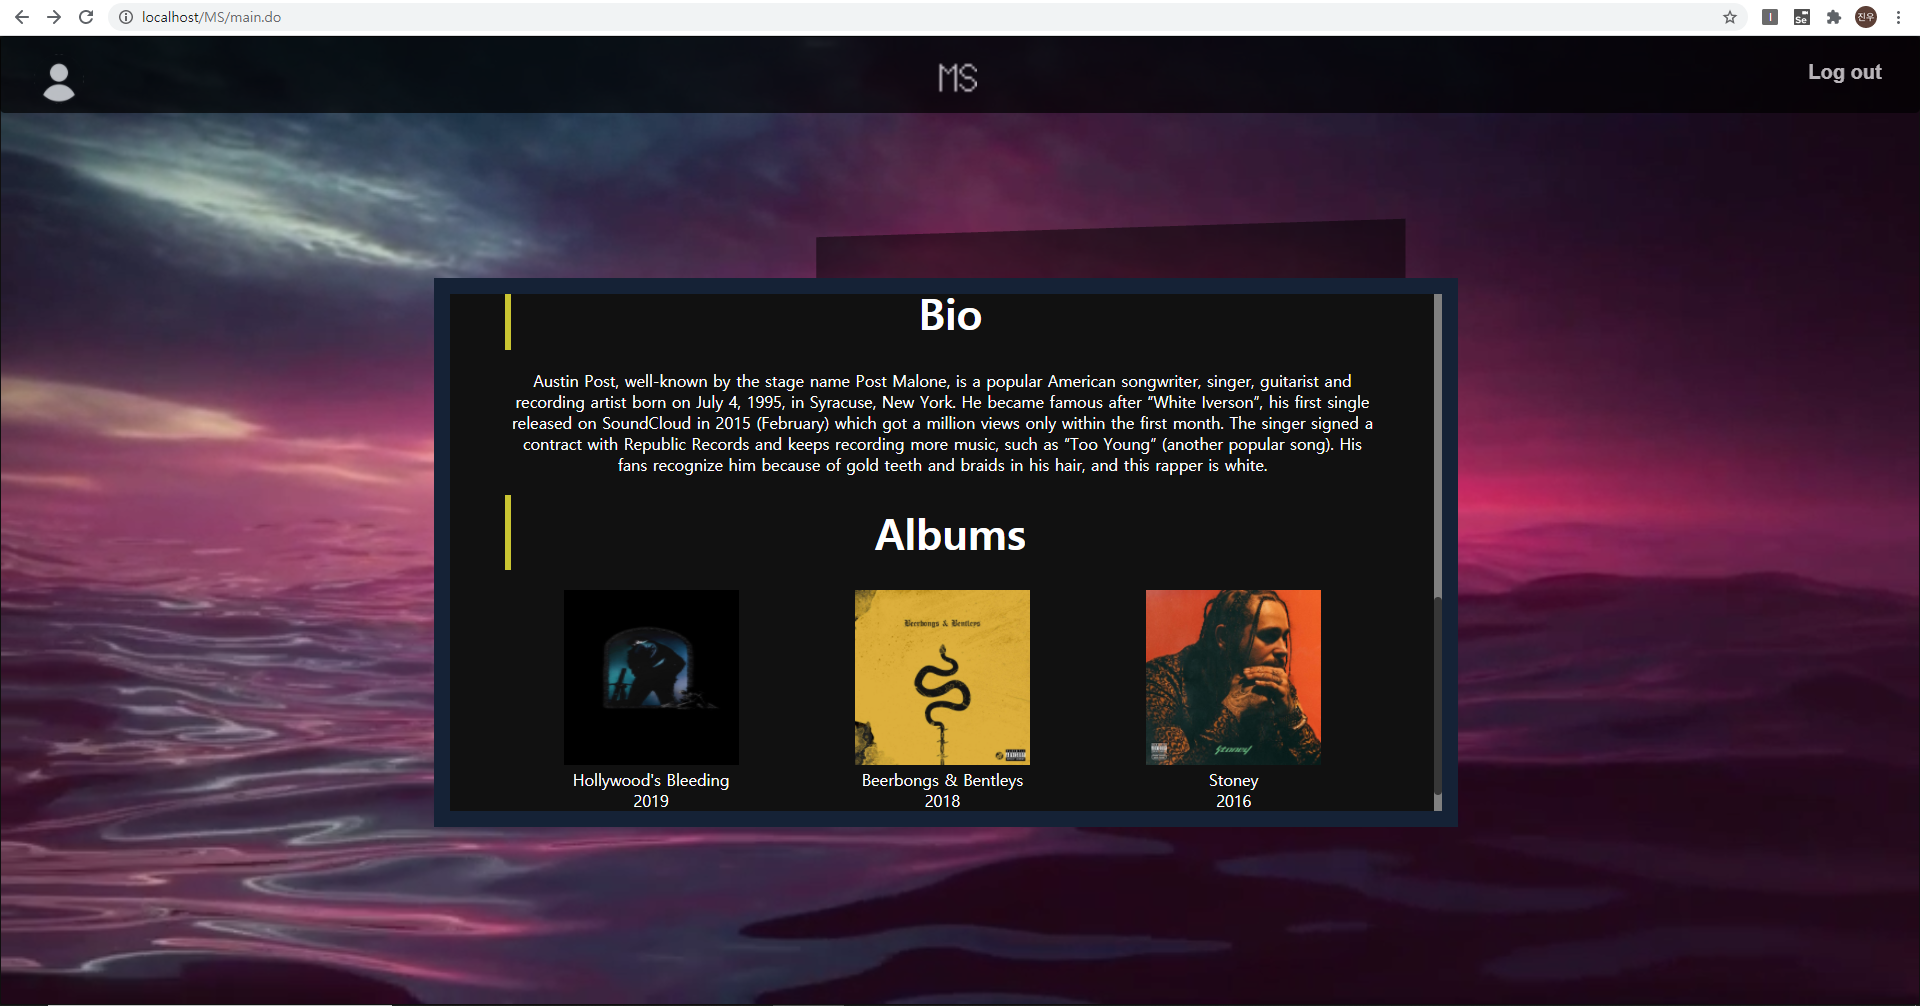 localhost/MS/main.do
I
Se
진우
MS
Log out
Bio
Austin Post, well-known by the stage name Post Malone, is a popular American songwriter, singer, guitarist and
recording artist born on July 4, 1995, in Syracuse, New York. He became famous after “White Iverson”, his first single
released on SoundCloud in 2015 (February) which got a million views only within the first month. The singer signed a
contract with Republic Records and keeps recording more music, such as “Too Young” (another popular song). His
fans recognize him because of gold teeth and braids in his hair, and this rapper is white.
Albums
Beerbongs & Bentleys
Stoney
Hollywood's Bleeding
2019
Beerbongs & Bentleys
2018
Stoney
2016